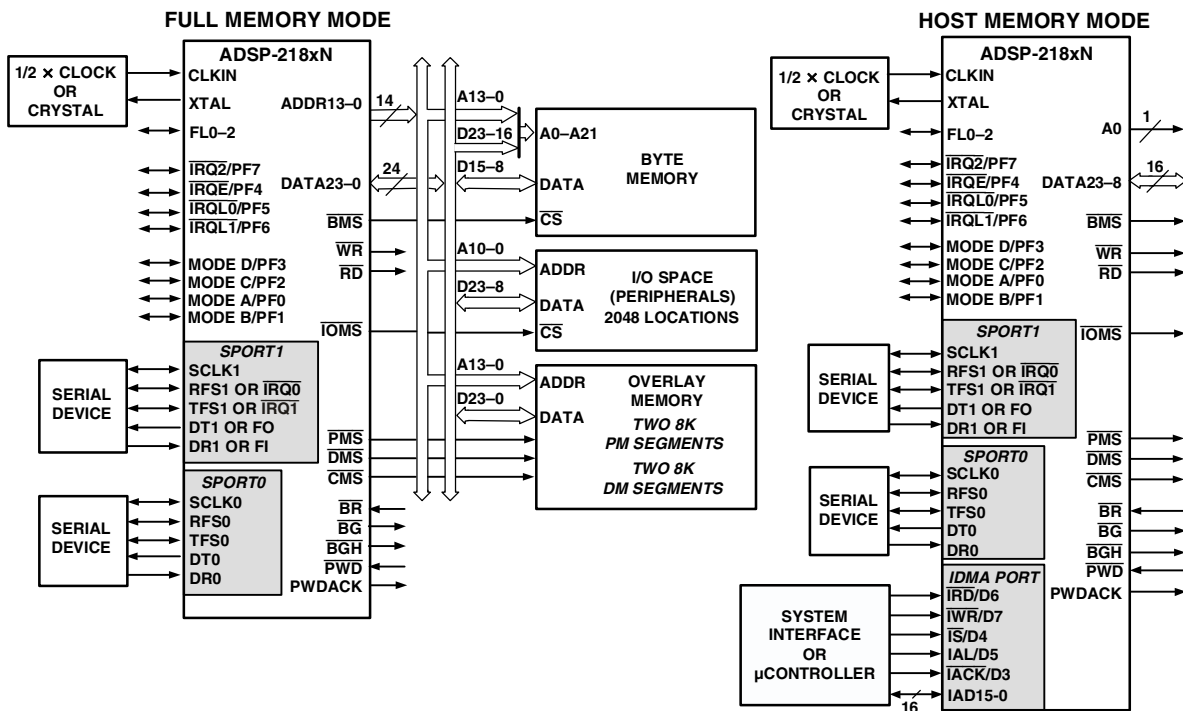 FULL MEMORY MODE
ADSP-218xN
1/2 × CLOCK
OR
CRYSTAL
CLKIN
XTAL
FL0–2
IRQ2/PF7
IRQE/PF4
IRQL0/PF5
IRQL1/PF6
MODE D/PF3
MODE C/PF2
MODE A/PF0
MODE B/PF1
ADDR13–0
14
DATA23–0
24
BMS
WR
RD
IOMS
SERIAL
DEVICE
SPORT1
SCLK1
RFS1 OR IRQ0
TFS1 OR IRQ1
DT1 OR FO
DR1 OR FI
SERIAL
DEVICE
SPORT0
SCLK0
RFS0
TFS0
DT0
DR0
PMS
DMS
CMS
BR
BG
BGH
PWD
PWDACK
A13–0
D23–16
D15–8
A0–A21
DATA
CS
BYTE
MEMORY
A10–0
D23–8
ADDR
DATA
CS
I/O SPACE
(PERIPHERALS)
2048 LOCATIONS
A13–0
D23–0
ADDR
DATA
OVERLAY
MEMORY
TWO 8K
PM SEGMENTS
TWO 8K
DM SEGMENTS
HOST MEMORY MODE
ADSP-218xN
1/2 × CLOCK
OR
CRYSTAL
CLKIN
XTAL
FL0–2
IRQ2/PF7
IRQE/PF4
IRQL0/PF5
IRQL1/PF6
MODE D/PF3
MODE C/PF2
MODE A/PF0
MODE B/PF1
A0
1
DATA23–8
16
BMS
WR
RD
IOMS
SERIAL
DEVICE
SPORT1
SCLK1
RFS1 OR IRQ0
TFS1 OR IRQ1
DT1 OR FO
DR1 OR FI
SERIAL
DEVICE
SPORT0
SCLK0
RFS0
TFS0
DT0
DR0
PMS
DMS
CMS
BR
BG
BGH
PWD
PWDACK
SYSTEM
INTERFACE
OR
µCONTROLLER
IDMA PORT
IRD/D6
IWR/D7
IS/D4
IAL/D5
IACK/D3
IAD15-0
16